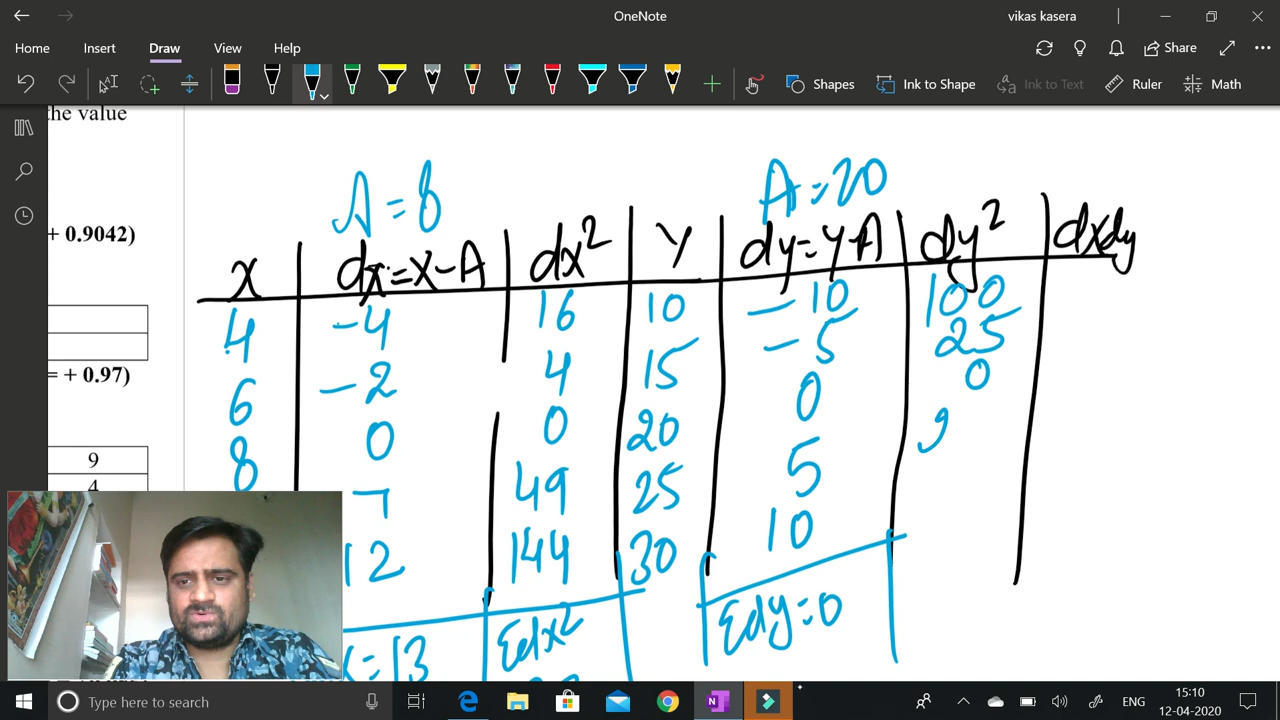 OneNote
vikas kasera
Home Insert Draw View Help
Share
Shapes Ink to Shape Ink to Text Ruler Math
the value
+ 0.9042)
= + 0.97)
9
4
A = 8 A = 20
x dx = x - A dx² Y dy = y - A dy² dxdy
4 -4 16 10 -10 100
6 -2 4 15 -5 25
8 0 0 20 0 0
7 49 25 5
12 144 30 10
= 13 Σdx² Σdy = 0
Type here to search
ENG
15:10
12-04-2020